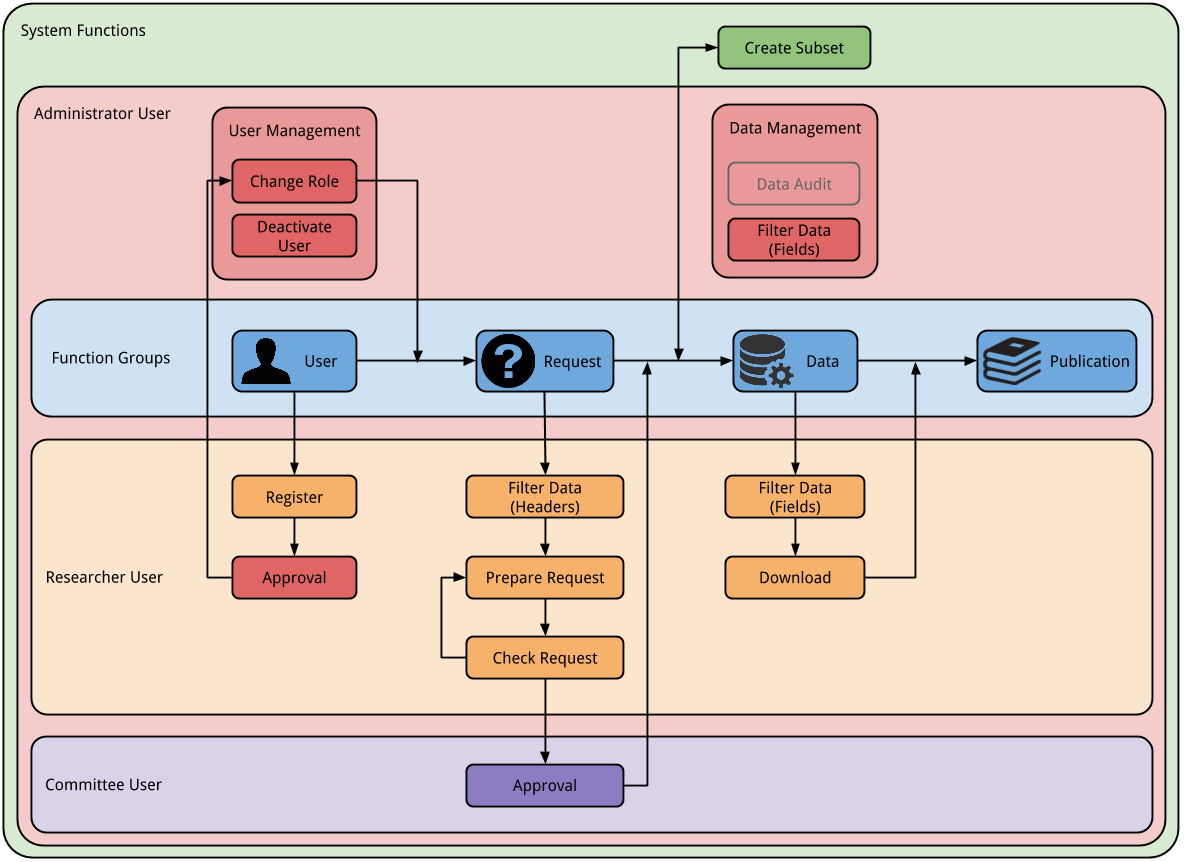 System Functions
Create Subset
Administrator User
User Management
Data Management
Change Role
Data Audit
Deactivate
User
Filter Data
(Fields)
Function Groups
User
Request
Data
Publication
Register
Filter Data
(Headers)
Filter Data
(Fields)
Researcher User
Approval
Prepare Request
Download
Check Request
Committee User
Approval